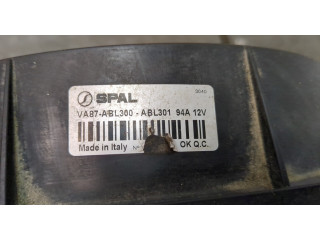 SPAL
VA87-ABL300 - ABL301 94A 12V
Made in Italy
OK Q.C.